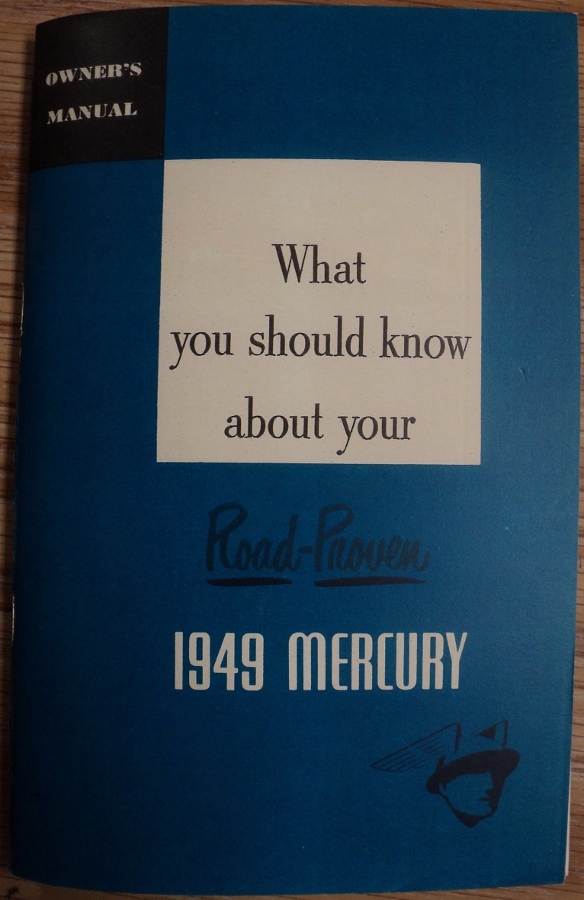 OWNER'S
MANUAL
What
you should know
about your
Road-Proven
1949 MERCURY